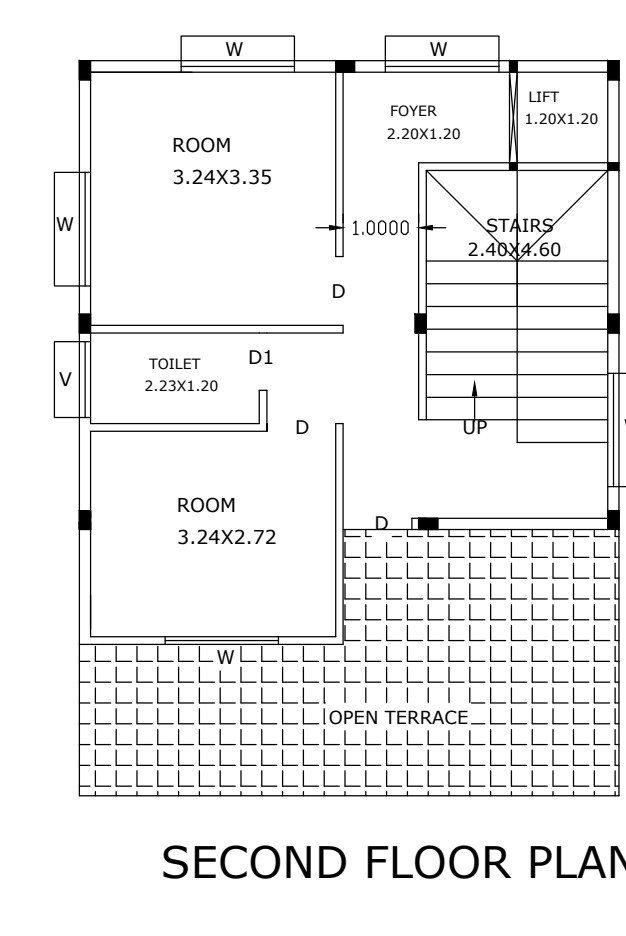 W
W
ROOM
3.24X3.35
FOYER
2.20X1.20
LIFT
1.20X1.20
W
1.0000
STAIRS
2.40X4.60
D
TOILET
2.23X1.20
D1
V
D
UP
ROOM
3.24X2.72
D
W
OPEN TERRACE
SECOND FLOOR PLAN